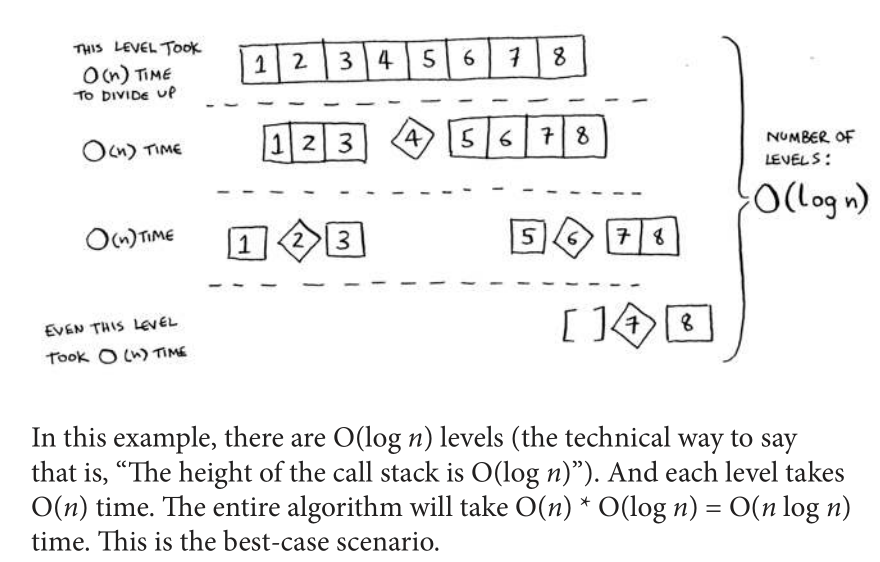 THIS LEVEL TOOK
O(n) TIME
TO DIVIDE UP
1 2 3 4 5 6 7 8
O(n) TIME
1 2 3 4 5 6 7 8
NUMBER OF
LEVELS:
O(log n)
O(n) TIME
1 2 3 5 6 7 8
EVEN THIS LEVEL
TOOK O(n) TIME
[ ] 7 8
In this example, there are O(log n) levels (the technical way to say
that is, “The height of the call stack is O(log n)”). And each level takes
O(n) time. The entire algorithm will take O(n) * O(log n) = O(n log n)
time. This is the best-case scenario.